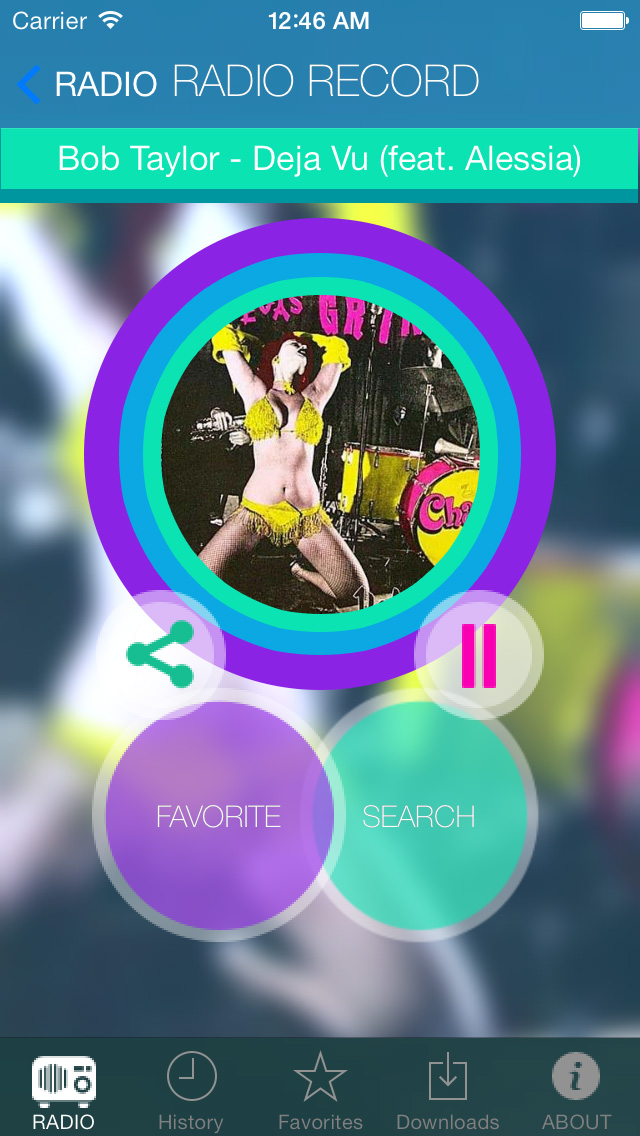 Carrier 12:46 AM
RADIO RADIO RECORD
Bob Taylor - Deja Vu (feat. Alessia)
FAVORITE SEARCH
RADIO History Favorites Downloads ABOUT